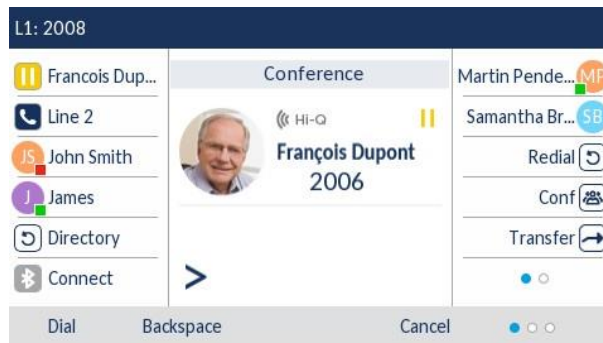 L1: 2008
Francois Dup...
Line 2
JS John Smith
J James
Directory
Connect
Conference
Hi-Q
François Dupont
2006
>
Martin Pende... MP
Samantha Br... SB
Redial
Conf
Transfer
Dial Backspace Cancel